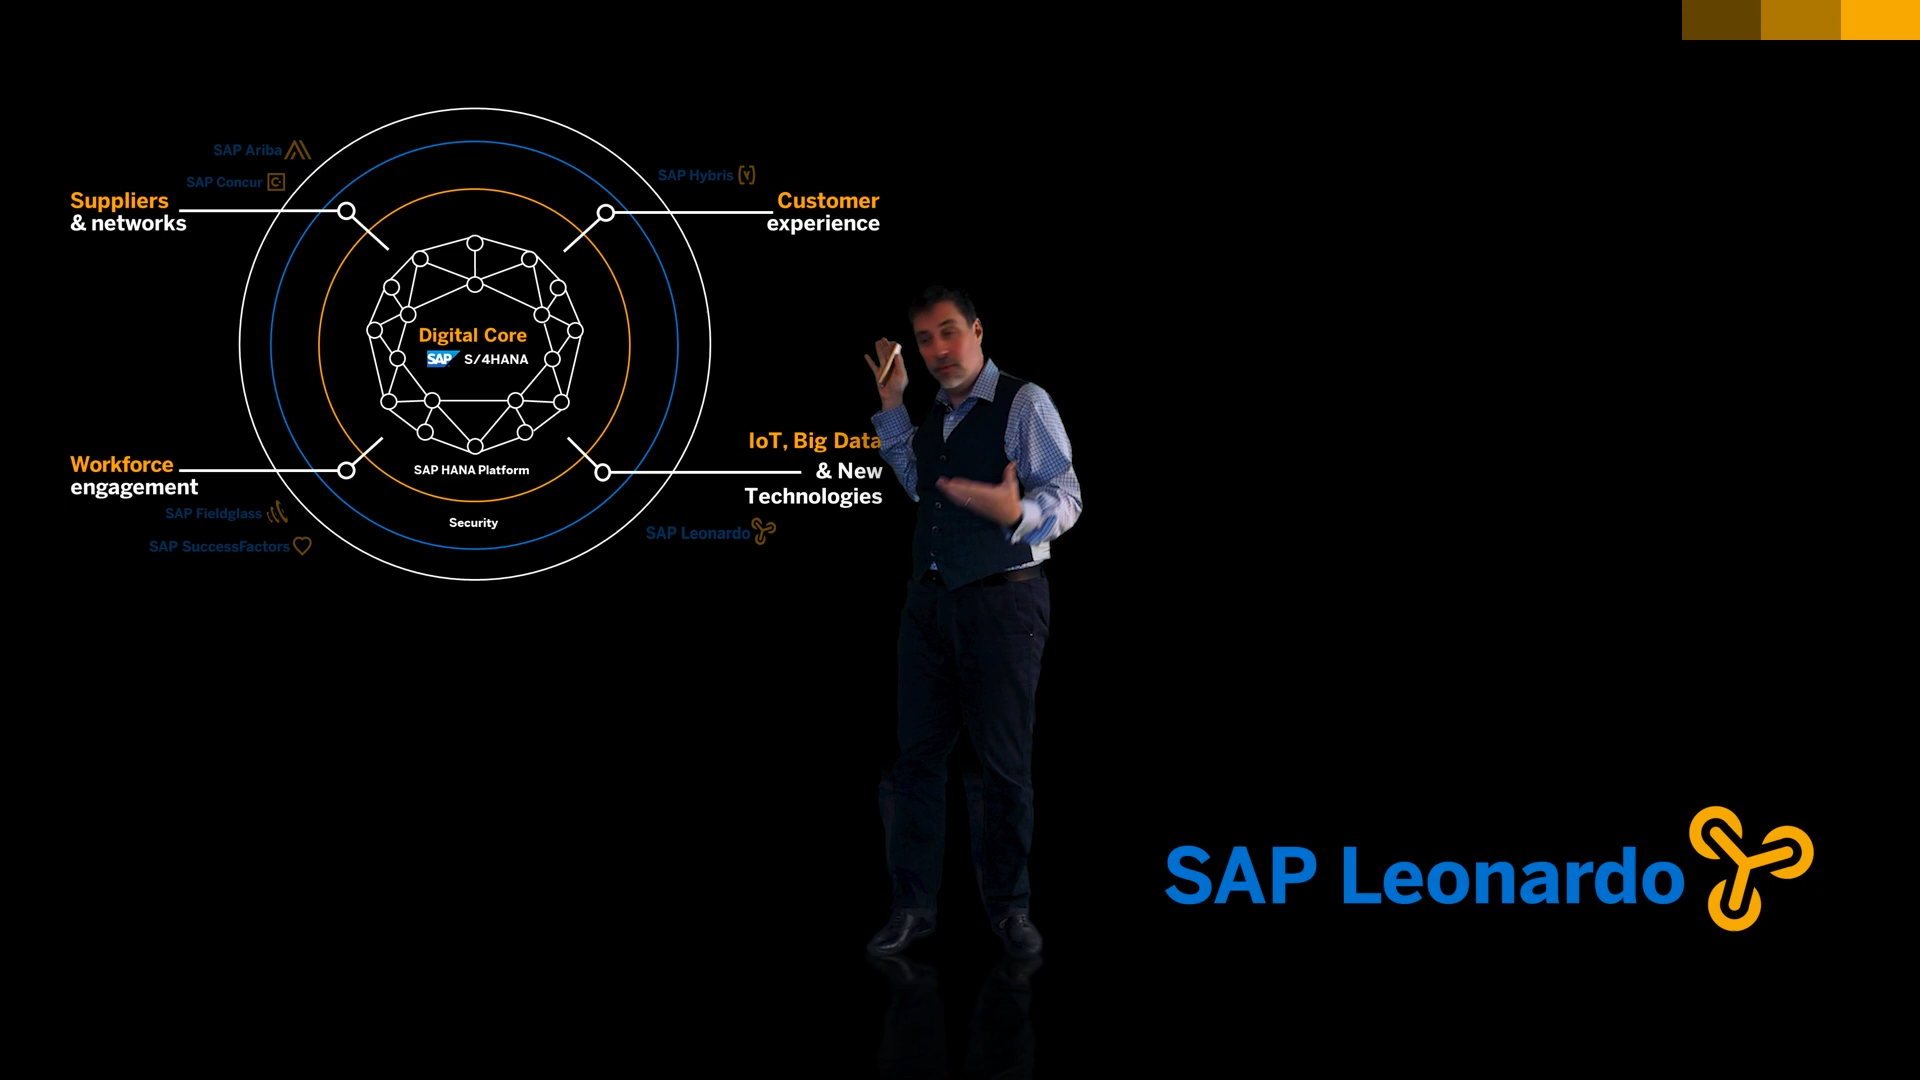 SAP Ariba
SAP Concur
Suppliers
& networks
SAP Hybris
Customer
experience
Digital Core
SAP S/4HANA
SAP HANA Platform
Security
Workforce
engagement
SAP Fieldglass
SAP SuccessFactors
IoT, Big Data
& New
Technologies
SAP Leonardo
SAP Leonardo